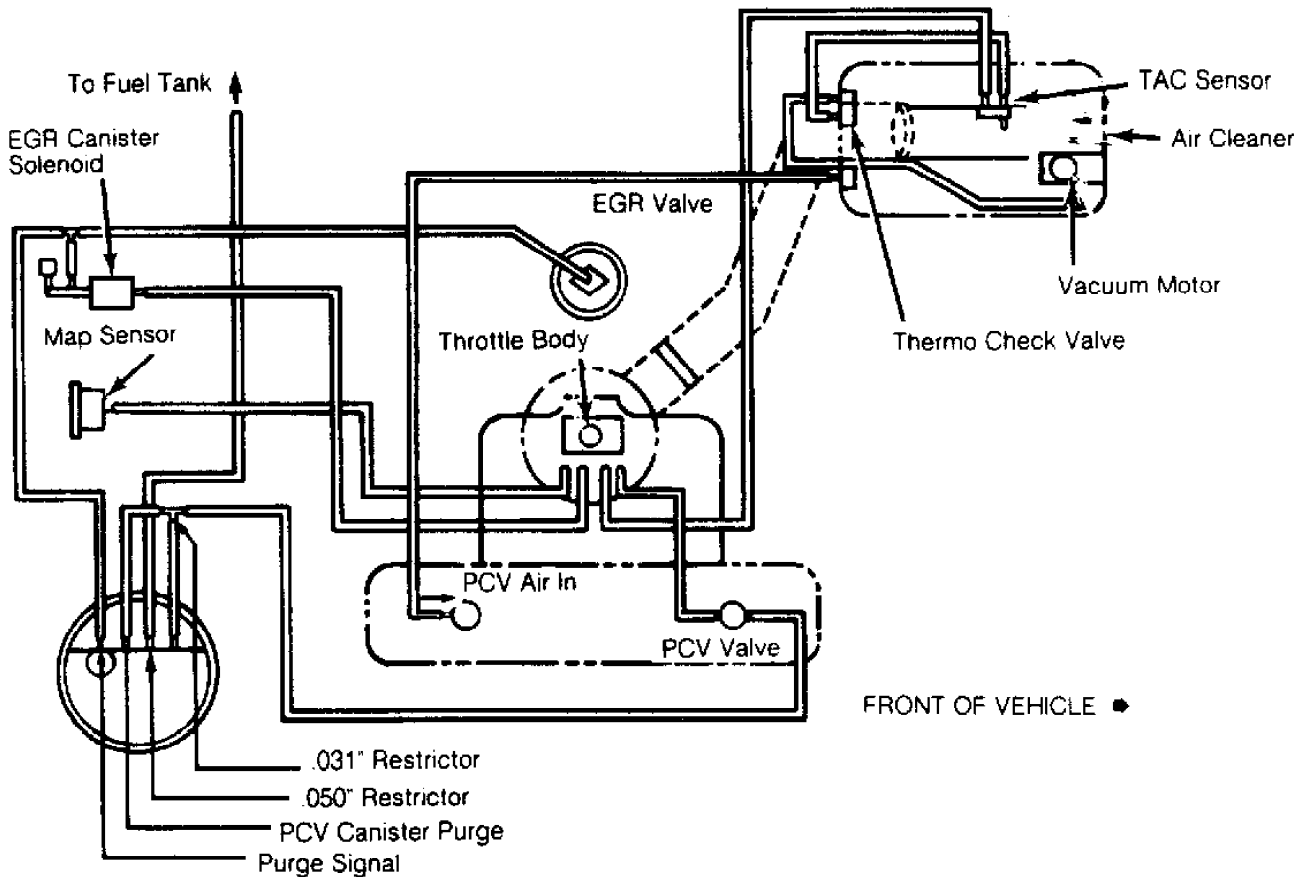 To Fuel Tank
EGR Canister
Solenoid
TAC Sensor
Air Cleaner
EGR Valve
Vacuum Motor
Map Sensor
Throttle Body
Thermo Check Valve
PCV Air In
PCV Valve
FRONT OF VEHICLE
.031" Restrictor
.050" Restrictor
PCV Canister Purge
Purge Signal